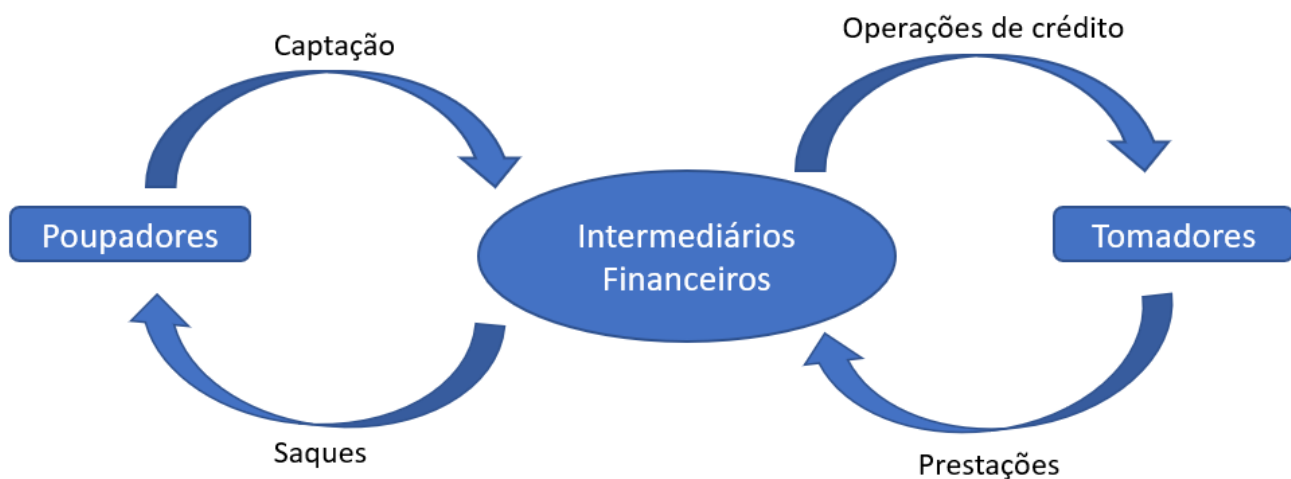 Captação
Operações de crédito
Poupadores
Intermediários
Financeiros
Tomadores
Saques
Prestações